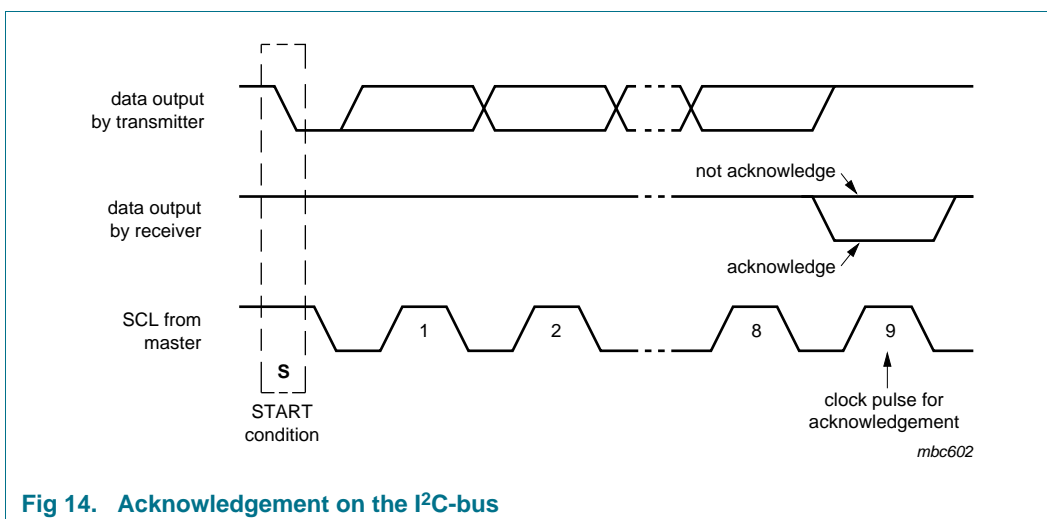 data output
by transmitter
not acknowledge
data output
by receiver
acknowledge
SCL from
master
1
2
8
9
S
START
condition
clock pulse for
acknowledgement
mbc602
Fig 14. Acknowledgement on the I²C-bus